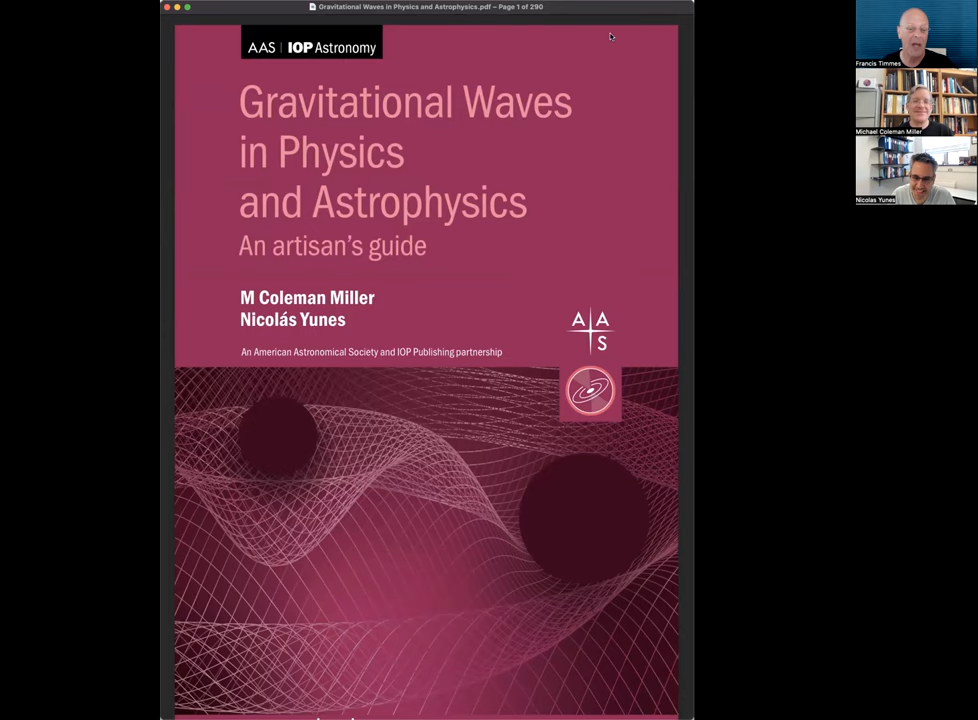 Gravitational Waves in Physics and Astrophysics.pdf – Page 1 of 290
AAS | IOP Astronomy
Gravitational Waves
in Physics
and Astrophysics
An artisan's guide
M Coleman Miller
Nicolás Yunes
An American Astronomical Society and IOP Publishing partnership
A A
S
Francis Timmes
Michael Coleman Miller
Nicolas Yunes